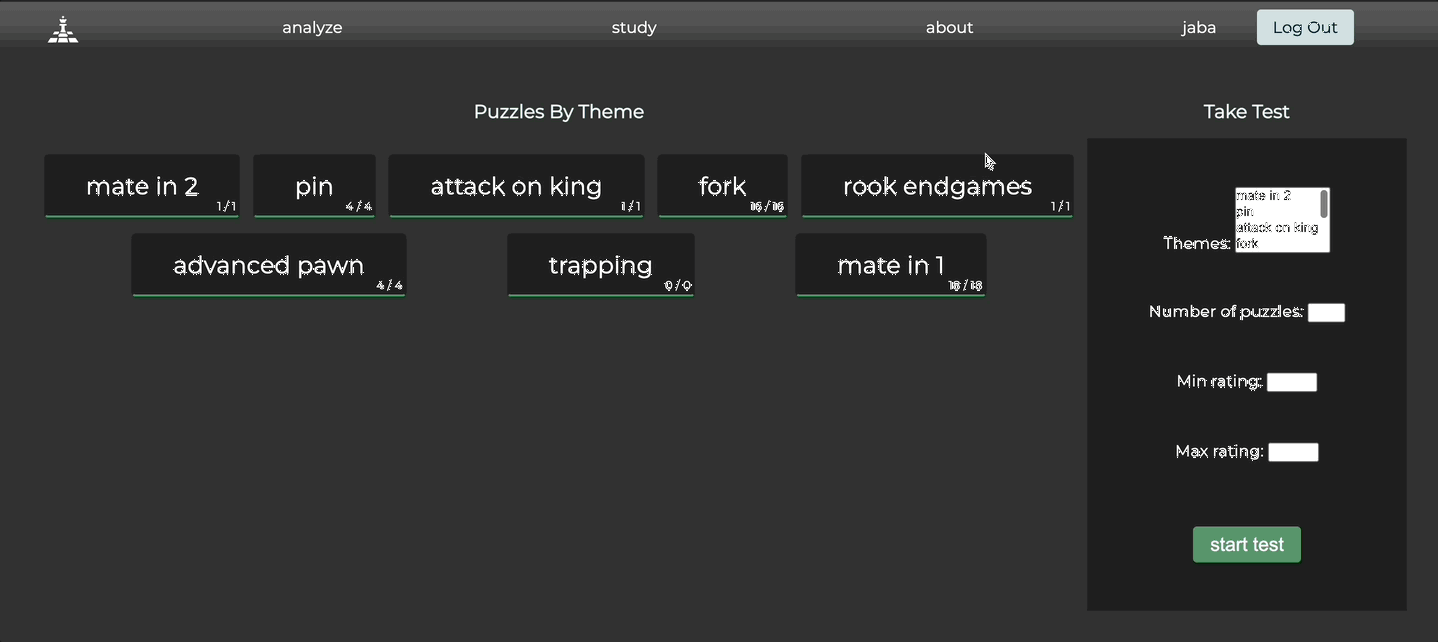 analyze
study
about
jaba
Log Out
Puzzles By Theme
mate in 2
1/1
pin
4/4
attack on king
1/1
fork
16/16
rook endgames
1/1
advanced pawn
4/4
trapping
0/0
mate in 1
18/18
Take Test
Themes:
mate in 2
pin
attack on king
fork
Number of puzzles:
Min rating:
Max rating:
start test